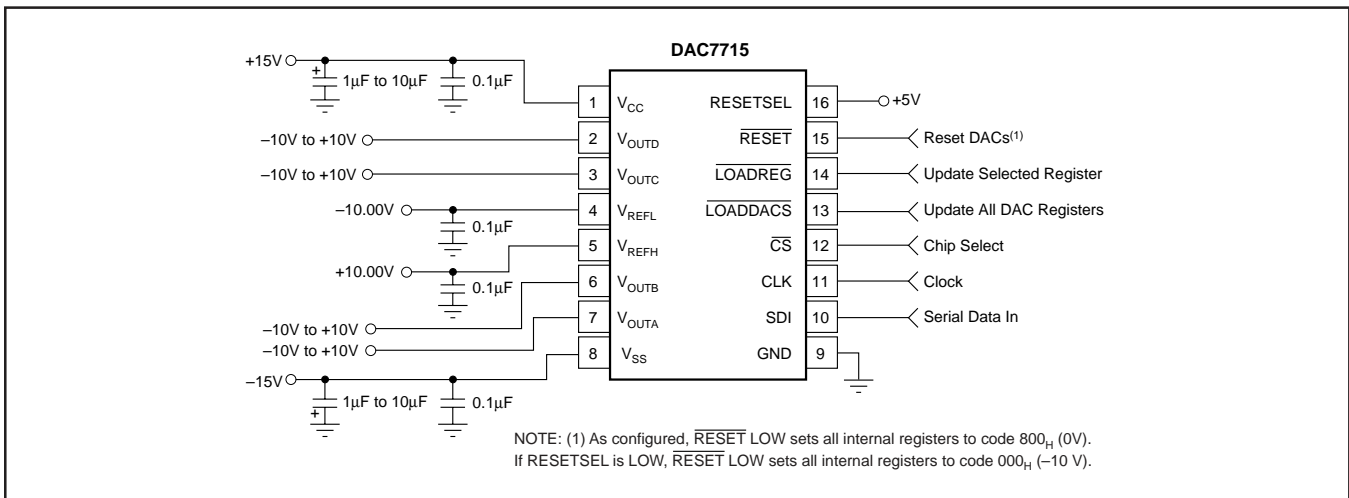 DAC7715
+15V
+
1µF to 10µF
0.1µF
1
VCC
RESETSEL
16
+5V
–10V to +10V
2
VOUTD
RESET
15
Reset DACs(1)
–10V to +10V
3
VOUTC
LOADREG
14
Update Selected Register
–10.00V
4
VREFL
LOADDACS
13
Update All DAC Registers
0.1µF
5
VREFH
CS
12
Chip Select
+10.00V
0.1µF
6
VOUTB
CLK
11
Clock
–10V to +10V
7
VOUTA
SDI
10
Serial Data In
–10V to +10V
8
VSS
GND
9
–15V
1µF to 10µF
+
0.1µF
NOTE: (1) As configured, RESET LOW sets all internal registers to code 800H (0V).
If RESETSEL is LOW, RESET LOW sets all internal registers to code 000H (–10 V).